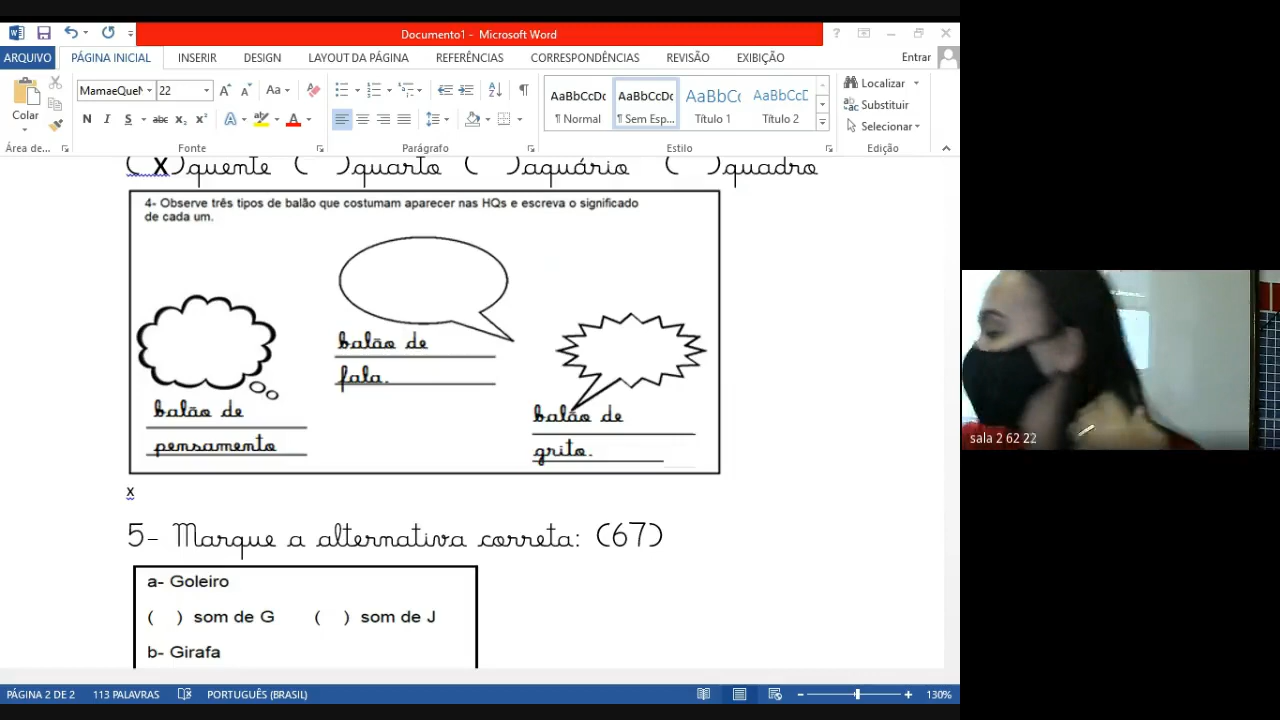 Documento1 - Microsoft Word
ARQUIVO PÁGINA INICIAL INSERIR DESIGN LAYOUT DA PÁGINA REFERÊNCIAS CORRESPONDÊNCIAS REVISÃO EXIBIÇÃO Entrar
Colar
MamaeQueN 22
N I S abc x₂ x²
Área de...
Fonte
Parágrafo
AaBbCcDc AaBbCcDc AaBbC AaBbCcD
¶ Normal ¶ Sem Esp... Título 1 Título 2
Estilo
Localizar
Substituir
Selecionar
Edição
( x )quente ( )quarto ( )aquário ( )quadro
4- Observe três tipos de balão que costumam aparecer nas HQs e escreva o significado
de cada um.
balão de
fala.
balão de
pensamento
balão de
grito.
x
5- Marque a alternativa correta: (67)
a- Goleiro
( ) som de G ( ) som de J
b- Girafa
PÁGINA 2 DE 2 113 PALAVRAS PORTUGUÊS (BRASIL) 130%
sala 2 62 22